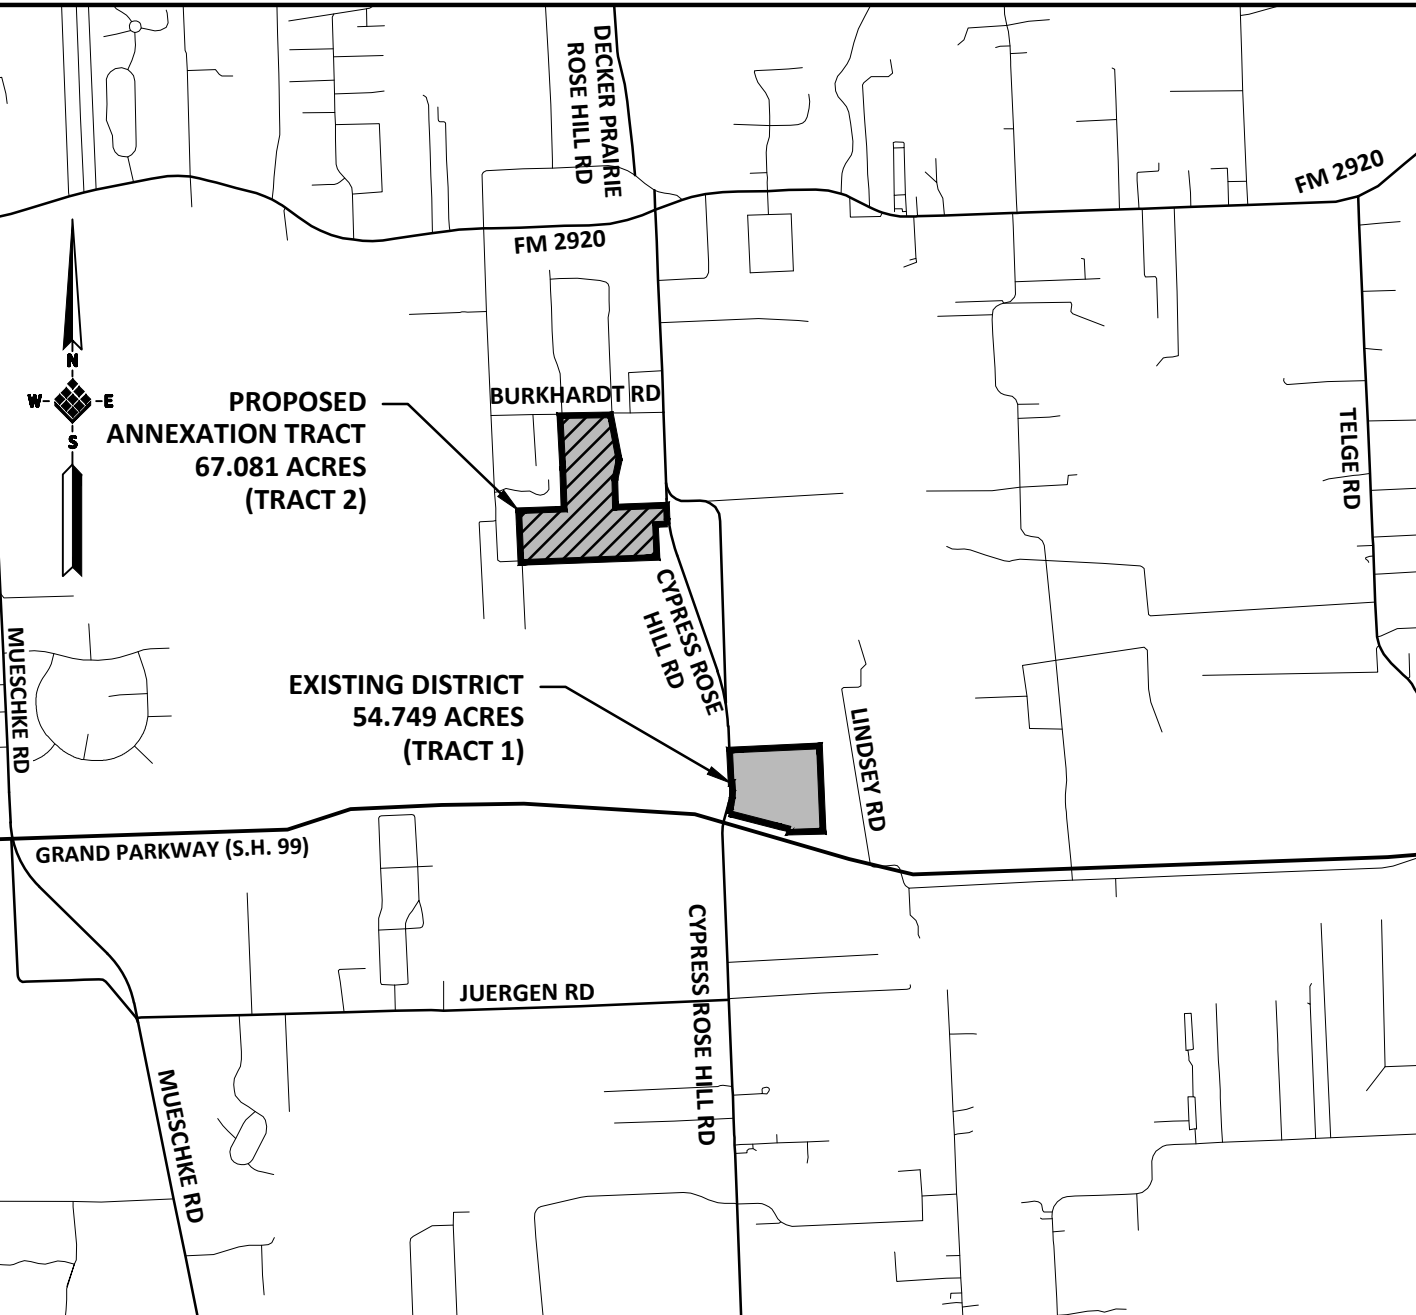 DECKER PRAIRIE
ROSE HILL RD
FM 2920
FM 2920
N
W
E
S
BURKHARDT RD
PROPOSED
ANNEXATION TRACT
67.081 ACRES
(TRACT 2)
TELGE RD
CYPRESS ROSE
HILL RD
MUESCHKE RD
EXISTING DISTRICT
54.749 ACRES
(TRACT 1)
LINDSEY RD
GRAND PARKWAY (S.H. 99)
CYPRESS ROSE HILL RD
JUERGEN RD
MUESCHKE RD